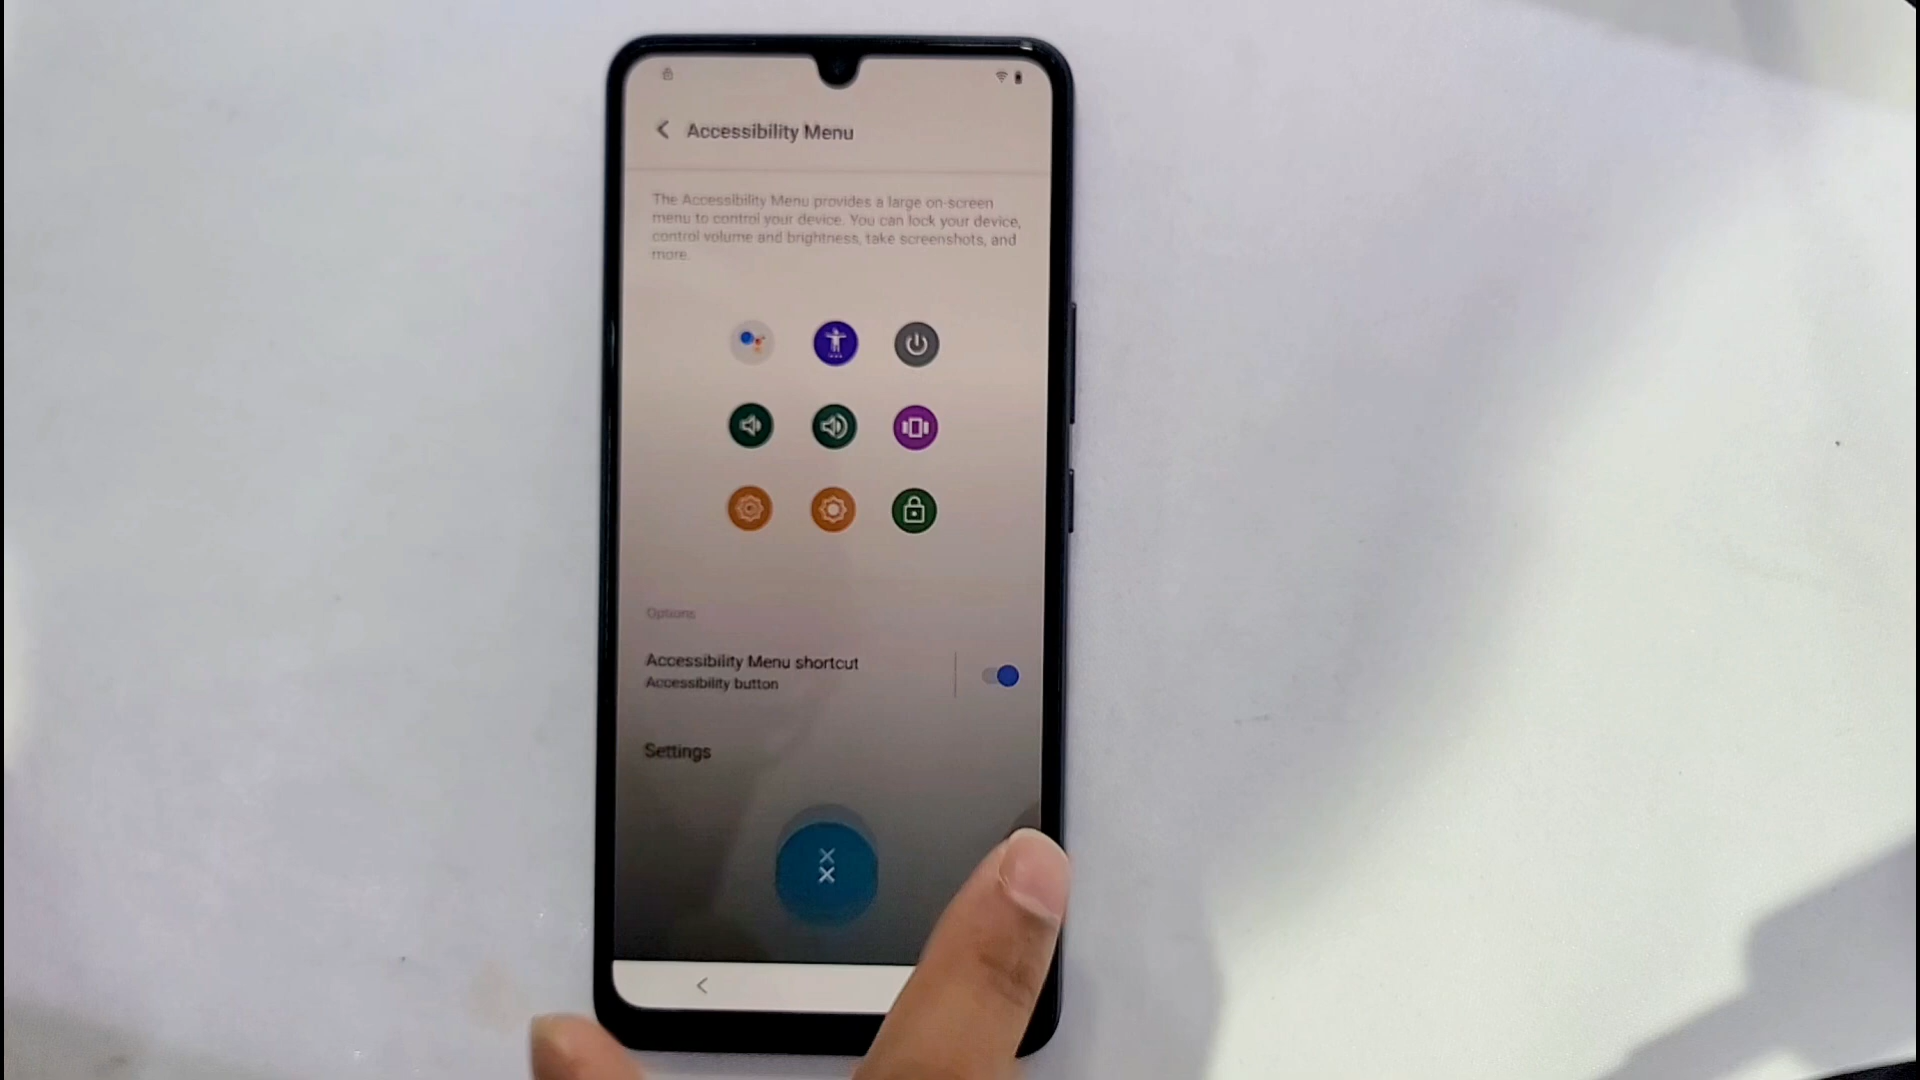 Accessibility Menu
The Accessibility Menu provides a large on-screen
menu to control your device. You can lock your device,
control volume and brightness, take screenshots, and
more.
Options
Accessibility Menu shortcut
Accessibility button
Settings